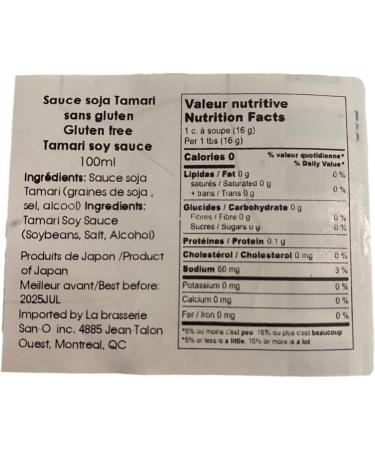 Sauce soja Tamari
sans gluten
Gluten free
Tamari soy sauce
100ml
Ingrédients: Sauce soja
Tamari (graines de soja ,
sel, alcool) Ingredients:
Tamari Soy Sauce
(Soybeans, Salt, Alcohol)
Produits de Japon /Product
of Japan
Meilleur avant/Best before:
2025JUL
Imported by La brasserie
San-O inc. 4885 Jean-Talon
Ouest, Montreal, QC
Valeur nutritive
Nutrition Facts
1 c. à soupe (16 g)
Per 1 tbs (16 g)
Calories 0
% valeur quotidienne*
% Daily Value*
Lipides / Fat 0 g 0 %
saturés / Saturated 0 g
+ trans / Trans 0 g 0 %
Glucides / Carbohydrate 0 g
Fibres / Fibre 0 g 0 %
Sucres / Sugars 0 g 0 %
Protéines / Protein 0.1 g
Cholestérol / Cholesterol 0 mg 0 %
Sodium 60 mg 3 %
Potassium 0 mg 0 %
Calcium 0 mg 0 %
Fer / Iron 0 mg 0 %
*5% ou moins c'est peu 15% ou plus c'est beaucoup
*5% or less is a little, 15% or more is a lot